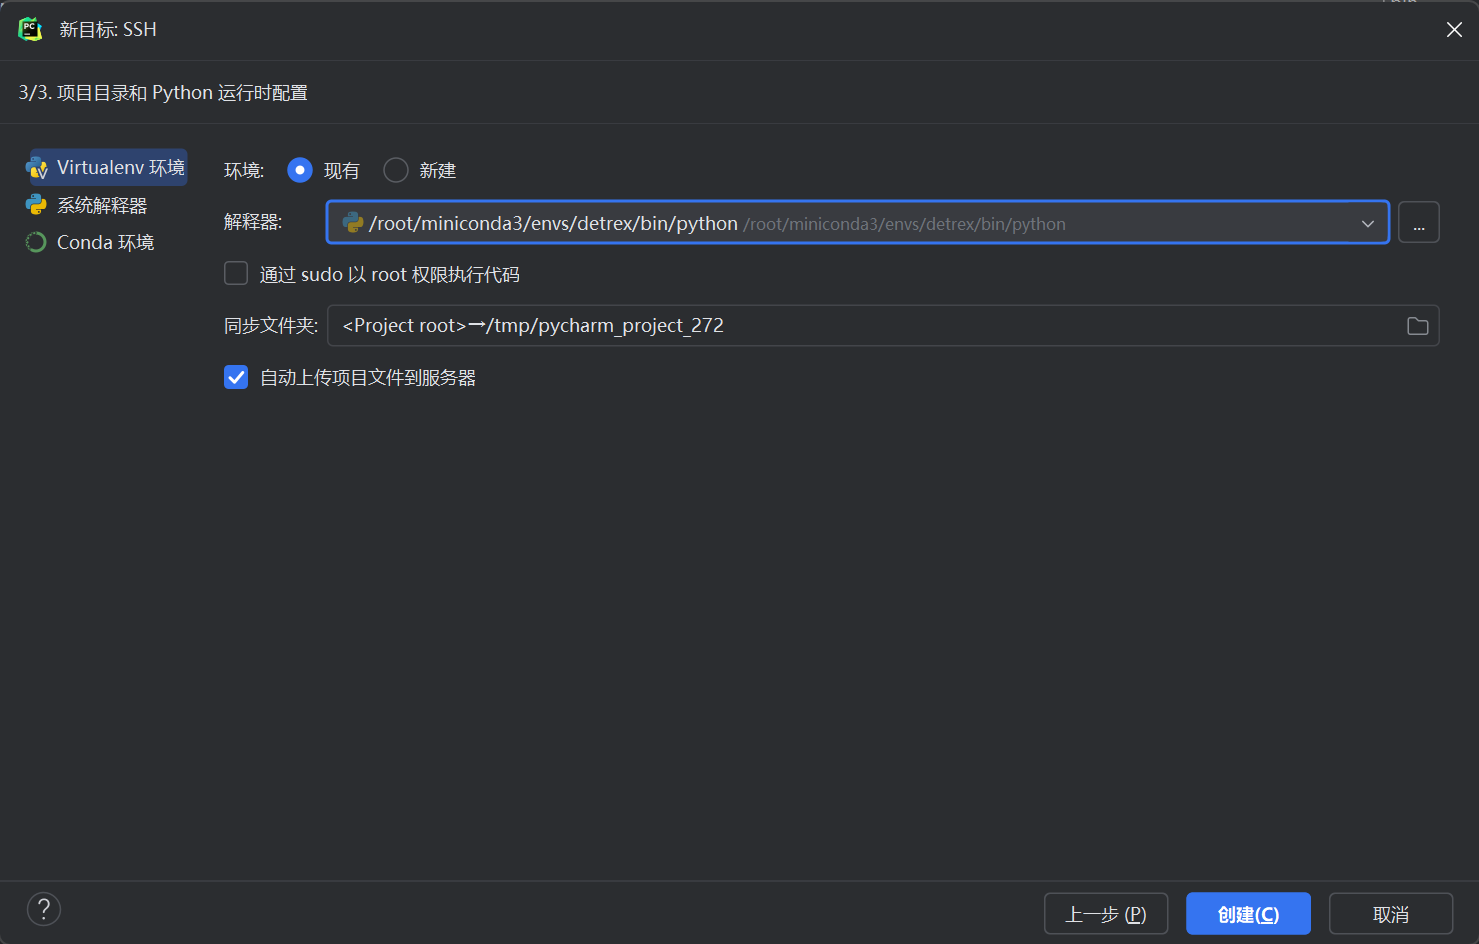 新目标: SSH
3/3. 项目目录和 Python 运行时配置
Virtualenv 环境
系统解释器
Conda 环境
环境: 现有 新建
解释器: /root/miniconda3/envs/detrex/bin/python /root/miniconda3/envs/detrex/bin/python ...
通过 sudo 以 root 权限执行代码
同步文件夹: <Project root>→/tmp/pycharm_project_272
自动上传项目文件到服务器
? 上一步 (P) 创建(C) 取消